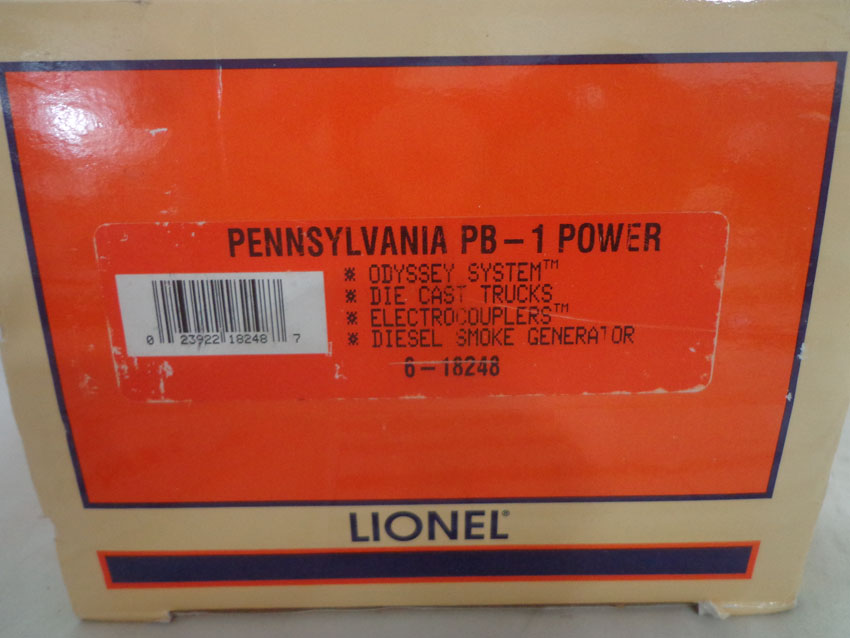 PENNSYLVANIA PB-1 POWER
※ ODYSSEY SYSTEM™
※ DIE CAST TRUCKS
※ ELECTROCOUPLERS™
※ DIESEL SMOKE GENERATOR
0 23922 18248 7
6-18248
LIONEL®